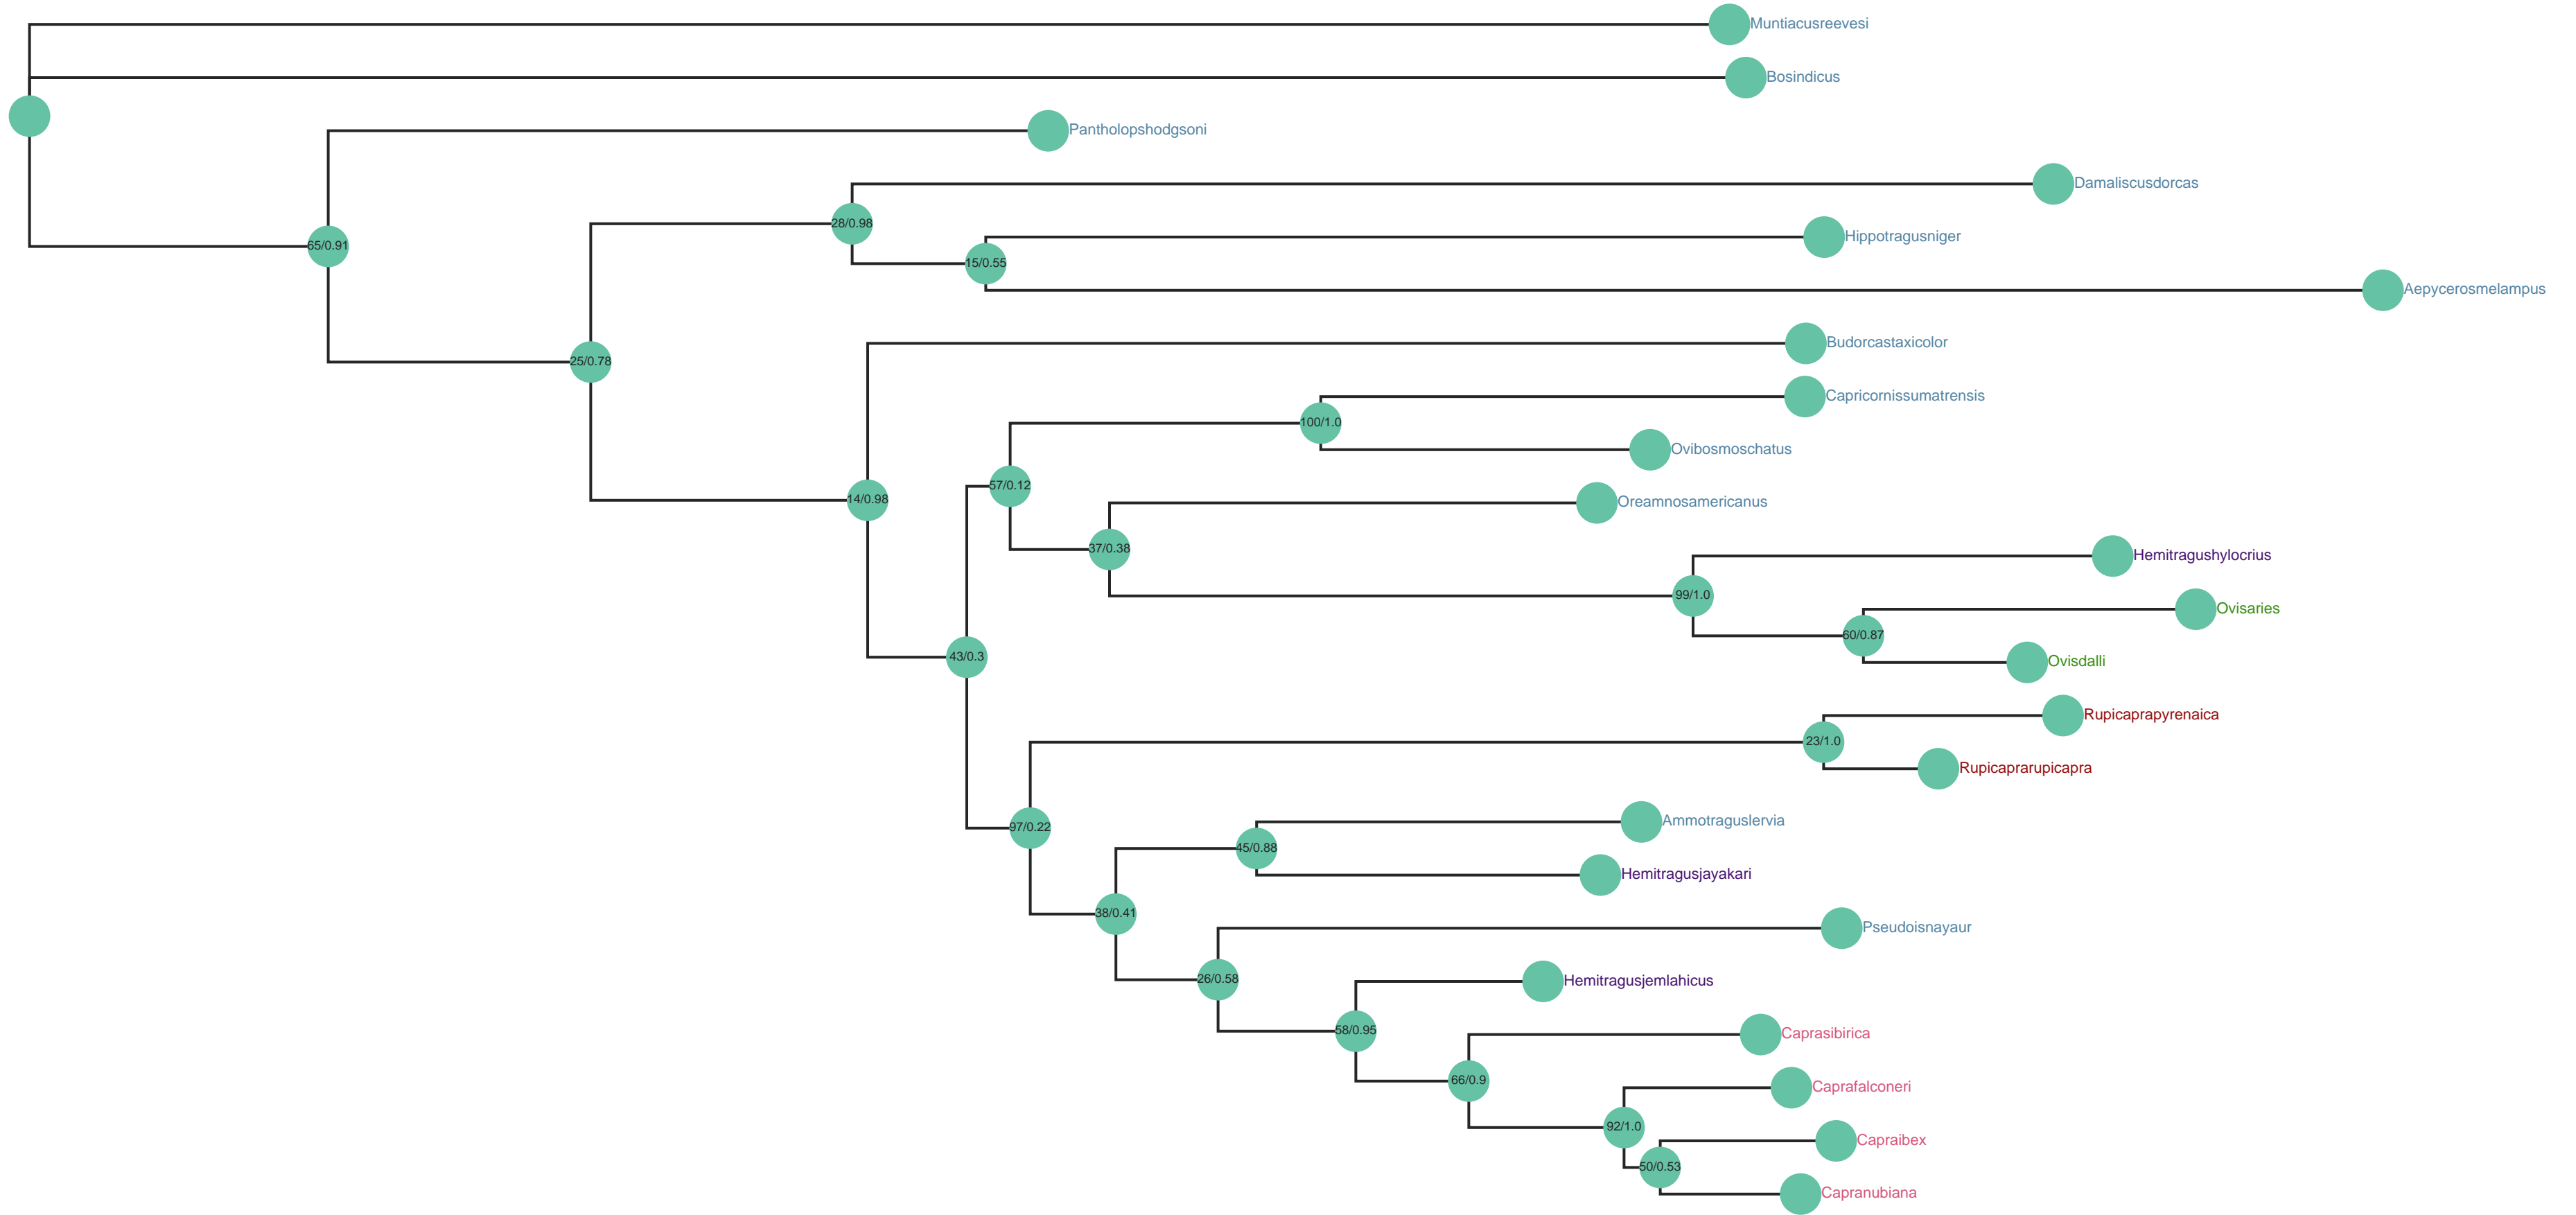 Muntiacusreevesi
Bosindicus
Pantholopshodgsoni
Damaliscusdorcas
28/0.98
Hippotragusniger
65/0.91
15/0.55
Aepycerosmelampus
Budorcastaxicolor
25/0.78
Capricornissumatrensis
100/1.0
Ovibosmoschatus
57/0.12
14/0.98
Oreamnosamericanus
37/0.38
Hemitragushylocrius
99/1.0
Ovisaries
60/0.87
43/0.3
Ovisdalli
Rupicaprapyrenaica
23/1.0
Rupicaprarupicapra
Ammotraguslervia
97/0.22
45/0.88
Hemitragusjayakari
38/0.41
Pseudoisnayaur
26/0.58
Hemitragusjemlahicus
58/0.95
Caprasibirica
66/0.9
Caprafalconeri
92/1.0
Capraibex
50/0.53
Capranubiana